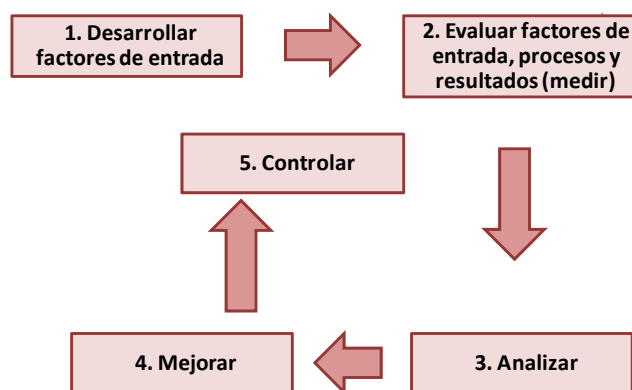 1. Desarrollar
factores de entrada
2. Evaluar factores de
entrada, procesos y
resultados (medir)
5. Controlar
4. Mejorar
3. Analizar